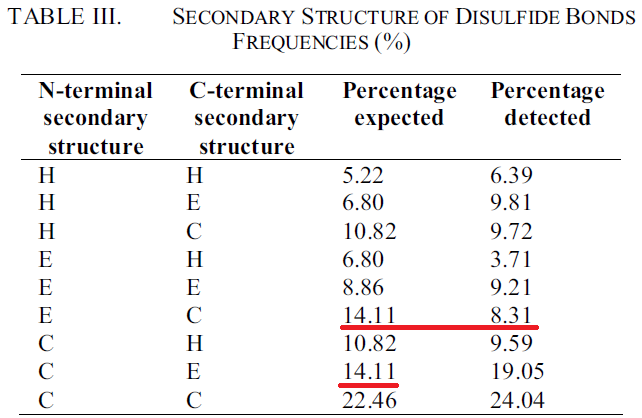 TABLE III. SECONDARY STRUCTURE OF DISULFIDE BONDS
FREQUENCIES (%)
N-terminal C-terminal Percentage Percentage
secondary secondary expected detected
structure structure
H H 5.22 6.39
H E 6.80 9.81
H C 10.82 9.72
E H 6.80 3.71
E E 8.86 9.21
E C 14.11 8.31
C H 10.82 9.59
C E 14.11 19.05
C C 22.46 24.04